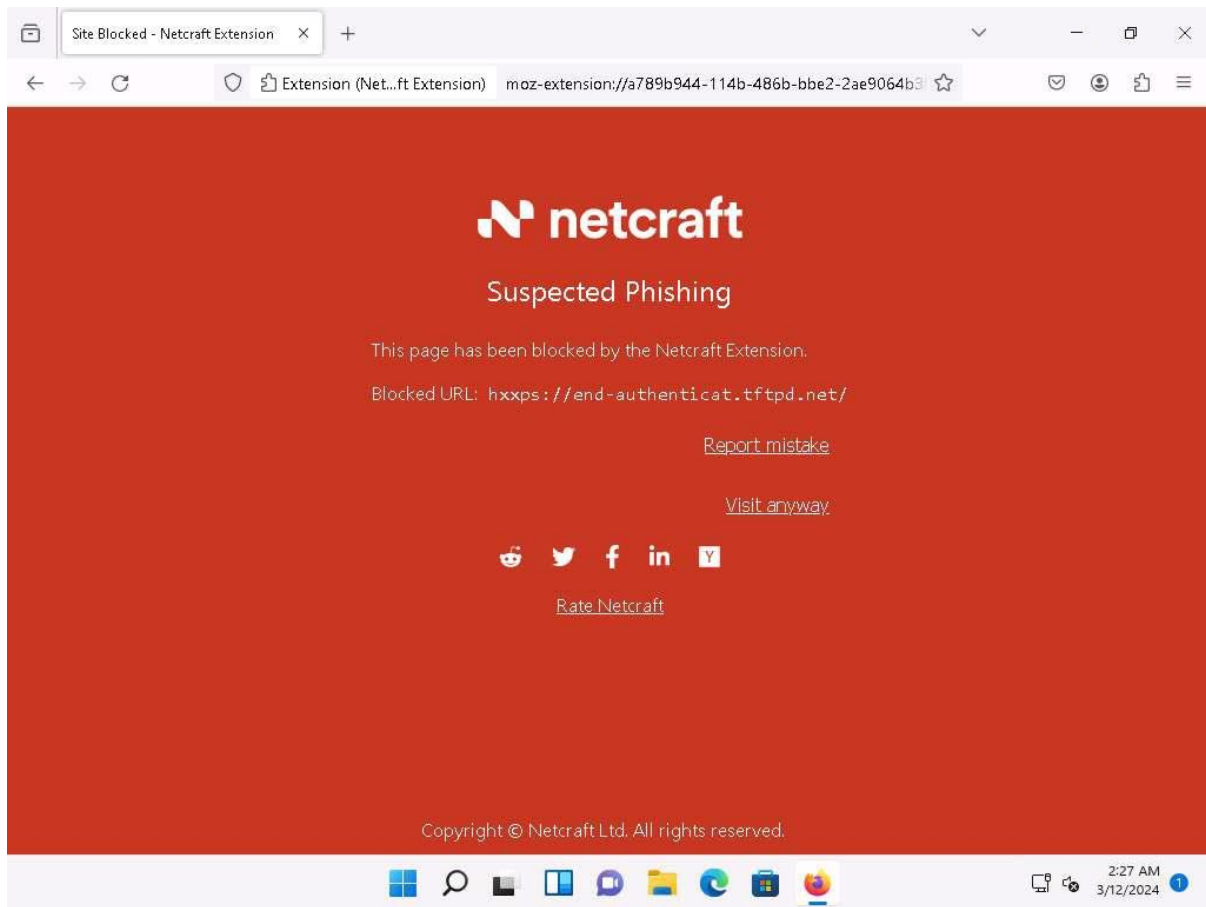 Site Blocked - Netcraft Extension
Extension (Net...ft Extension) moz-extension://a789b944-114b-486b-bbe2-2ae9064b3
netcraft
Suspected Phishing
This page has been blocked by the Netcraft Extension.
Blocked URL: hxxps://end-authenticat.tftpd.net/
Report mistake
Visit anyway
f in Y
Rate Netcraft
Copyright © Netcraft Ltd. All rights reserved.
2:27 AM
3/12/2024
1